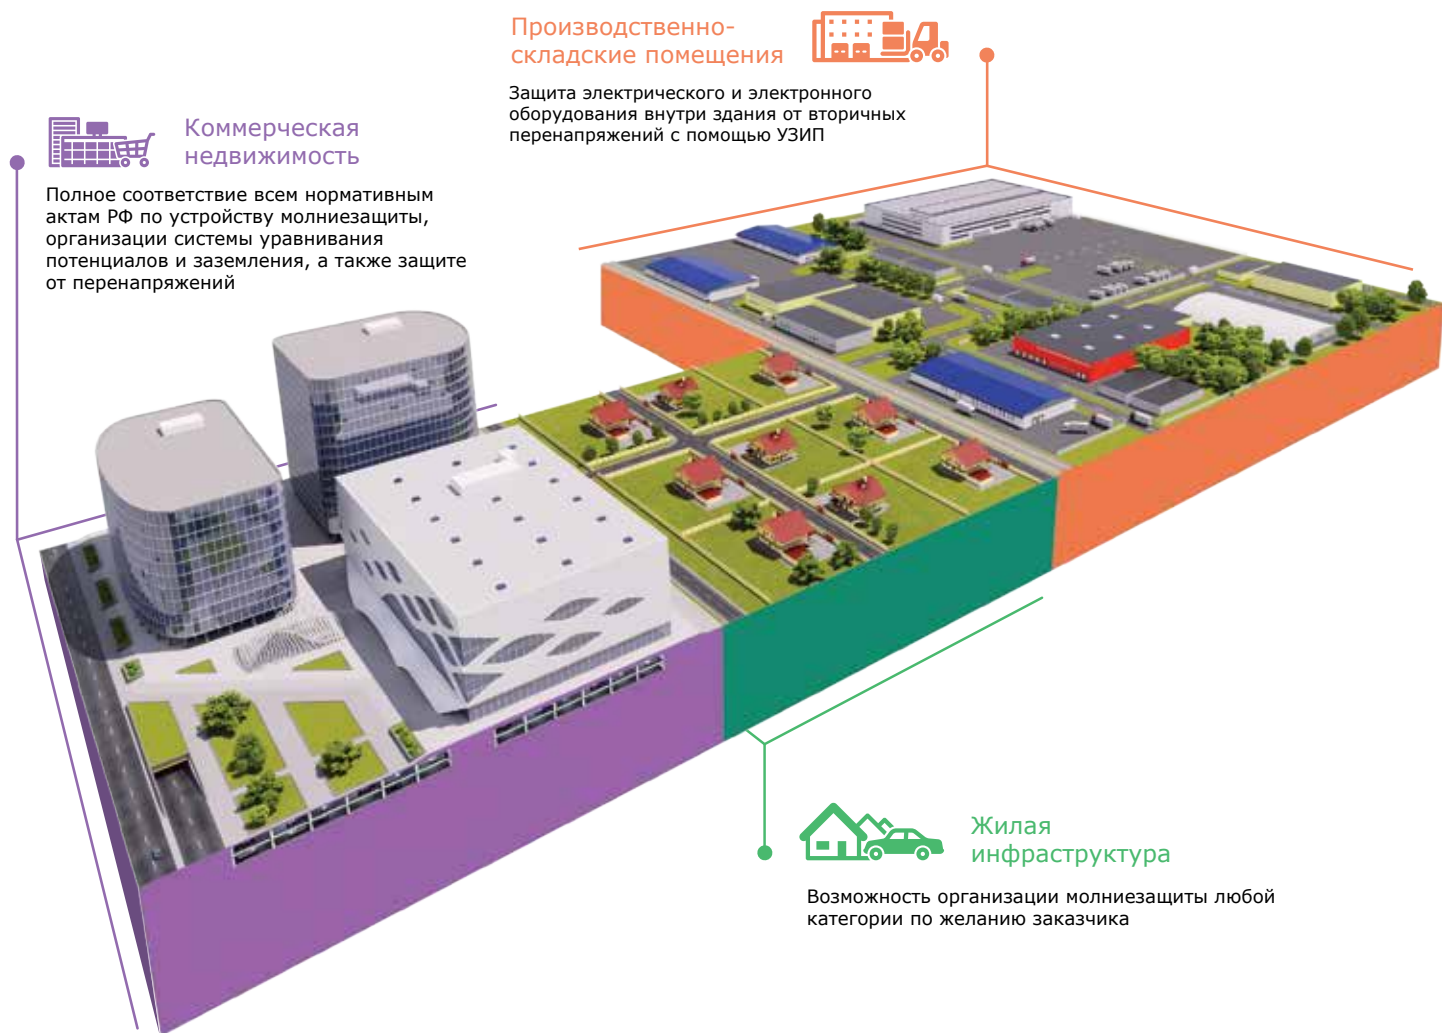 Производственно-
складские помещения
Защита электрического и электронного
оборудования внутри здания от вторичных
перенапряжений с помощью УЗИП
Коммерческая
недвижимость
Полное соответствие всем нормативным
актам РФ по устройству молниезащиты,
организации системы уравнивания
потенциалов и заземления, а также защите
от перенапряжений
Жилая
инфраструктура
Возможность организации молниезащиты любой
категории по желанию заказчика